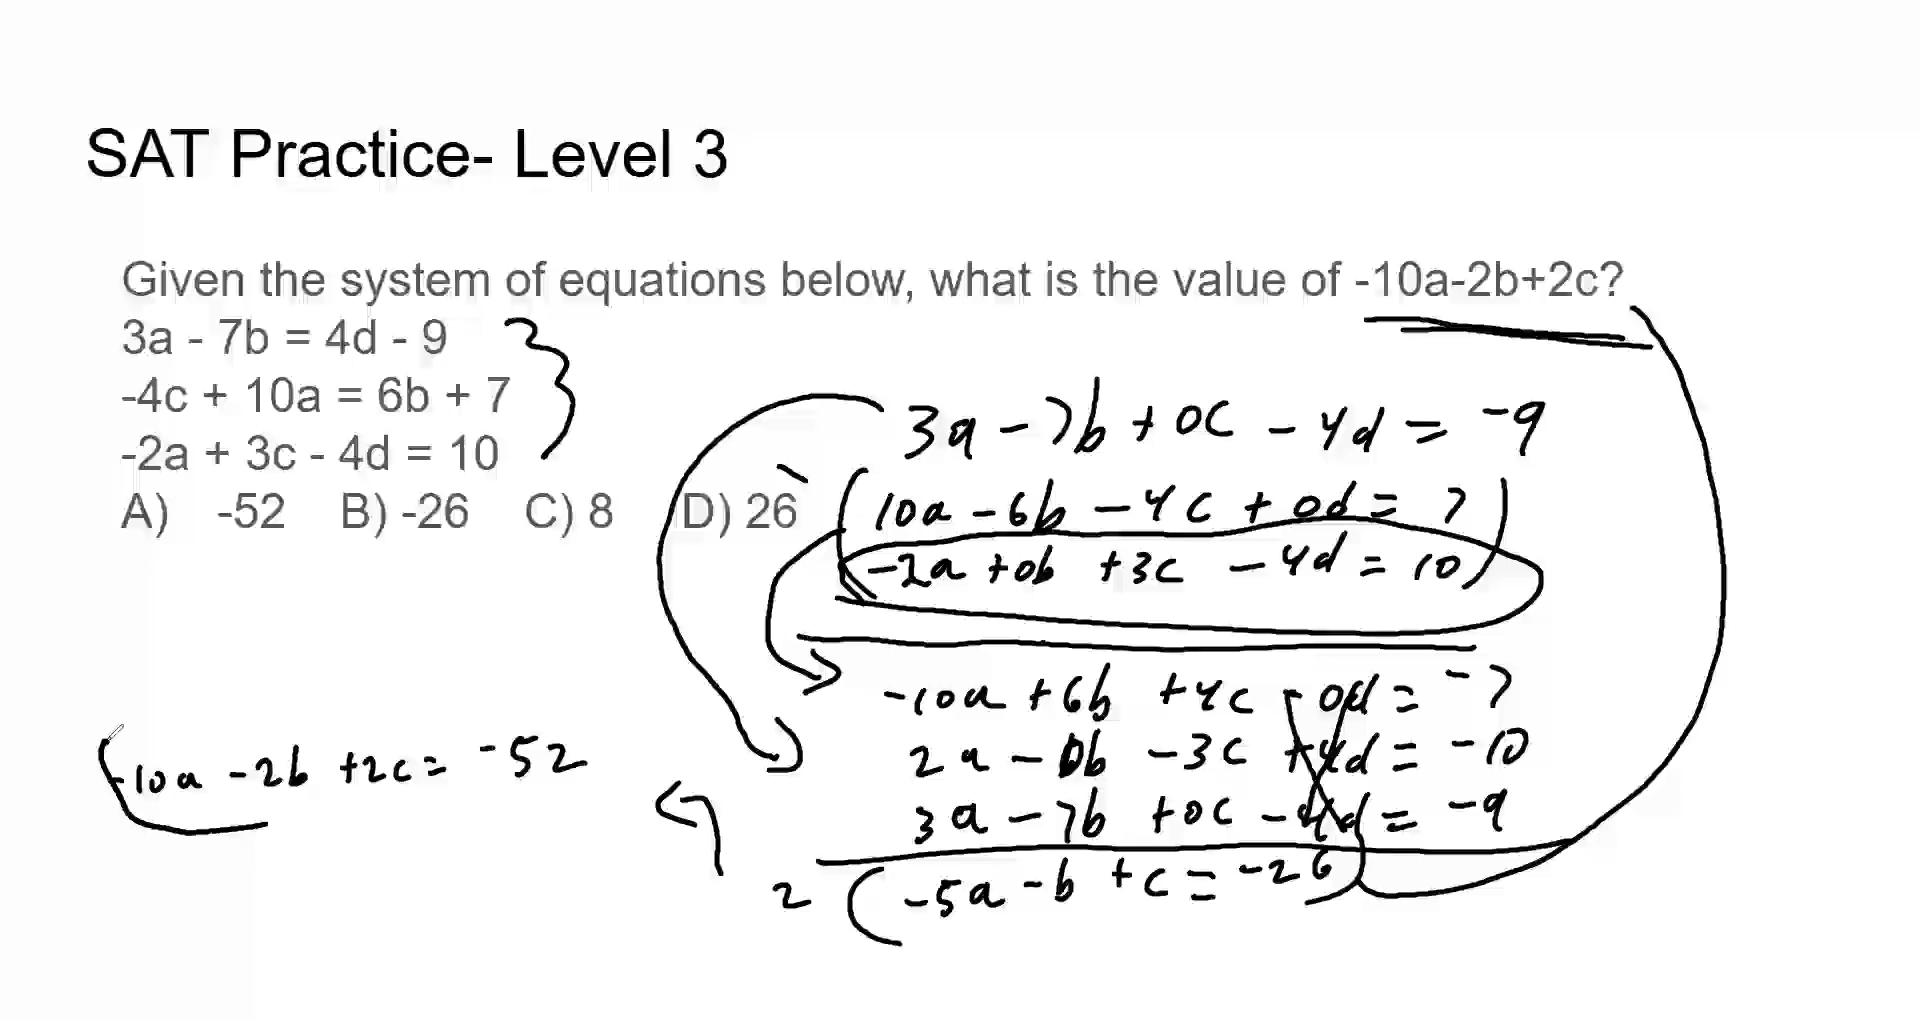 SAT Practice- Level 3
Given the system of equations below, what is the value of -10a-2b+2c?
3a - 7b = 4d - 9
-4c + 10a = 6b + 7
-2a + 3c - 4d = 10
A) -52 B) -26 C) 8 D) 26
3a - 7b + 0c - 4d = -9
-(10a - 6b - 4c + 0d = 7
-2a + 0b + 3c - 4d = 10)
-10a + 6b + 4c - 0d = -7
2a - 0b - 3c + 4d = -10
3a - 7b + 0c - 4d = -9
2(-5a - b + c = -26)
-10a - 2b + 2c = -52